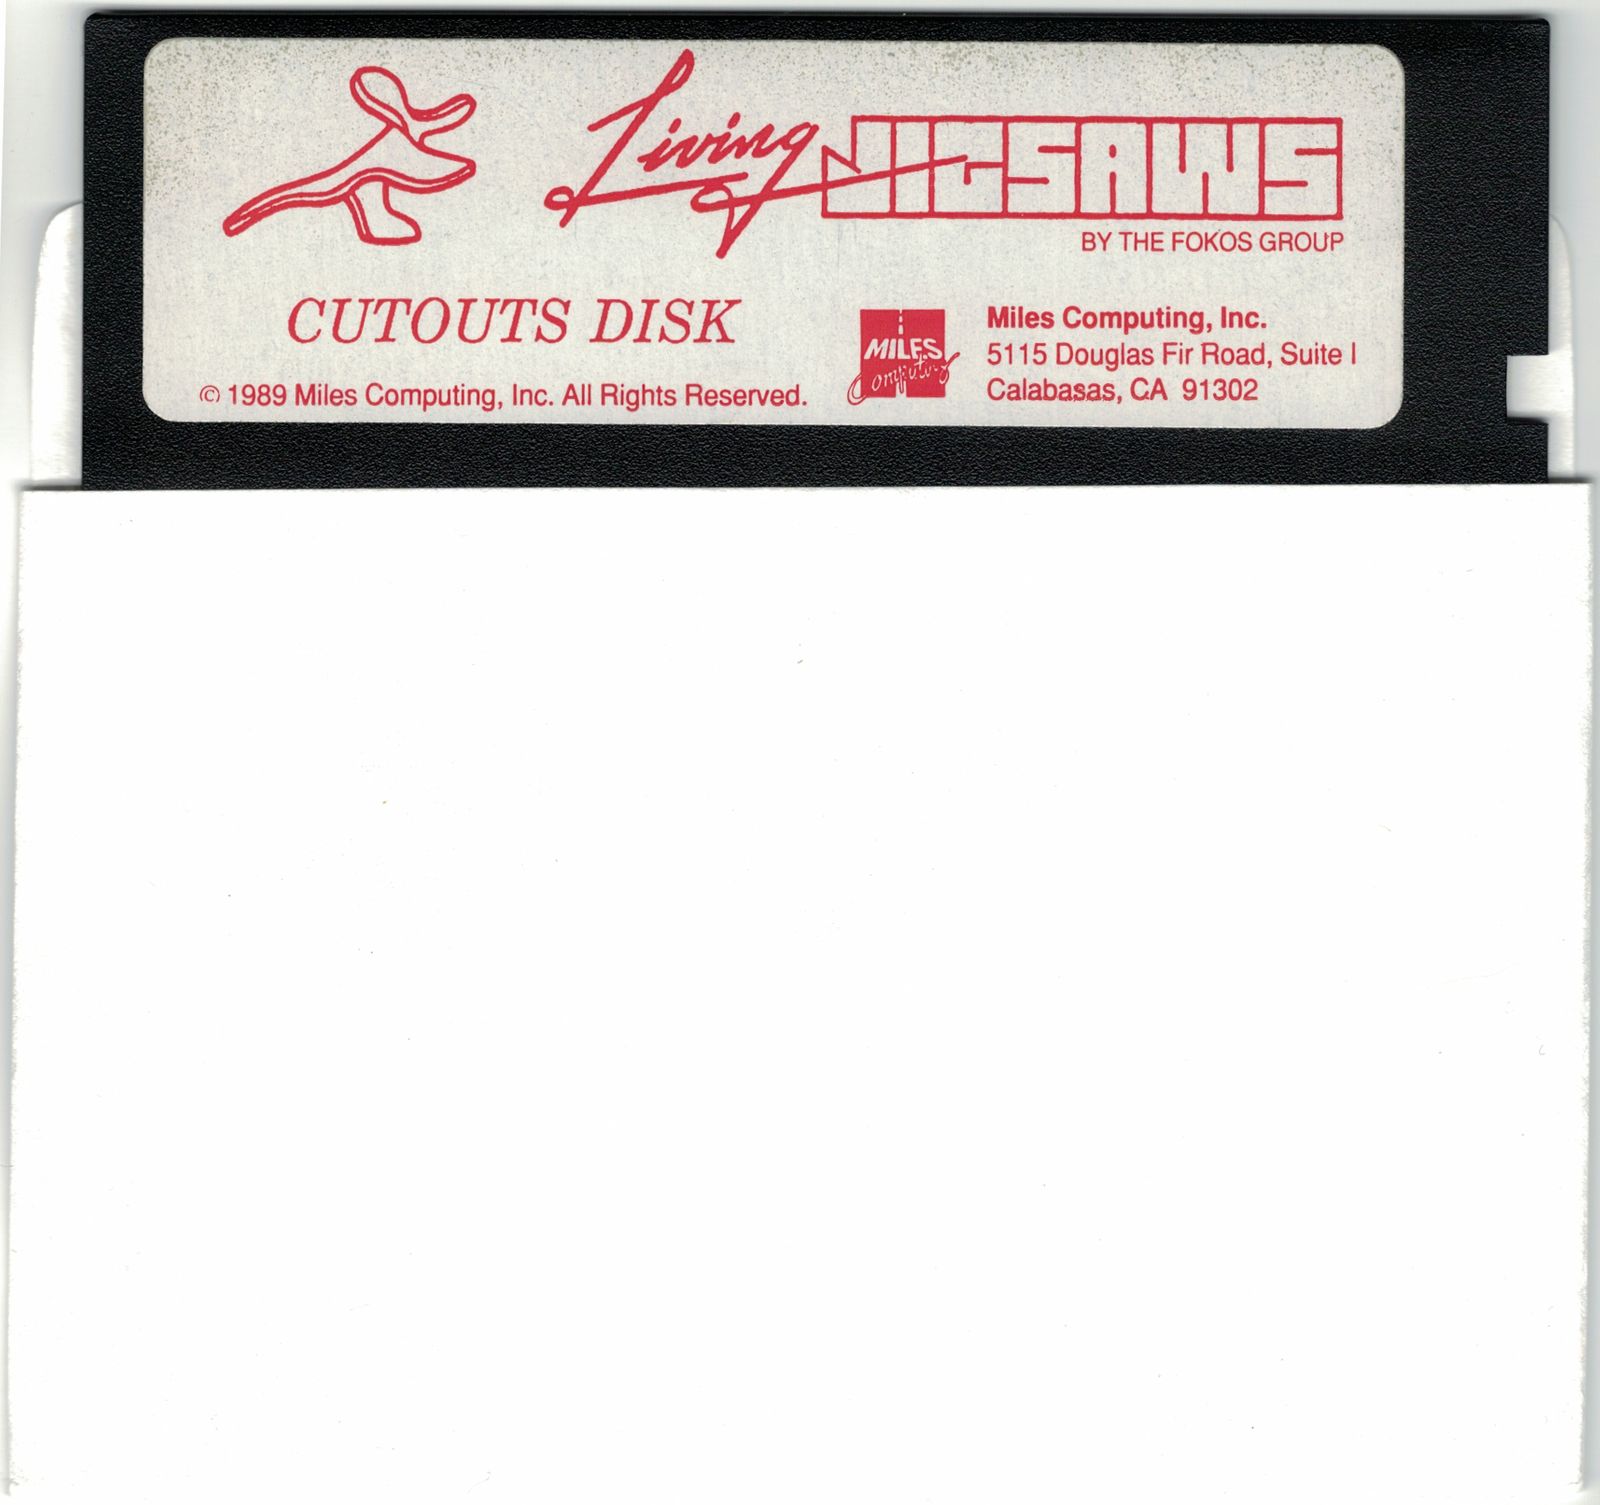 Living JIGSAWS
BY THE FOKOS GROUP
CUTOUTS DISK
© 1989 Miles Computing, Inc. All Rights Reserved.
MILES
Computing
Miles Computing, Inc.
5115 Douglas Fir Road, Suite I
Calabasas, CA 91302